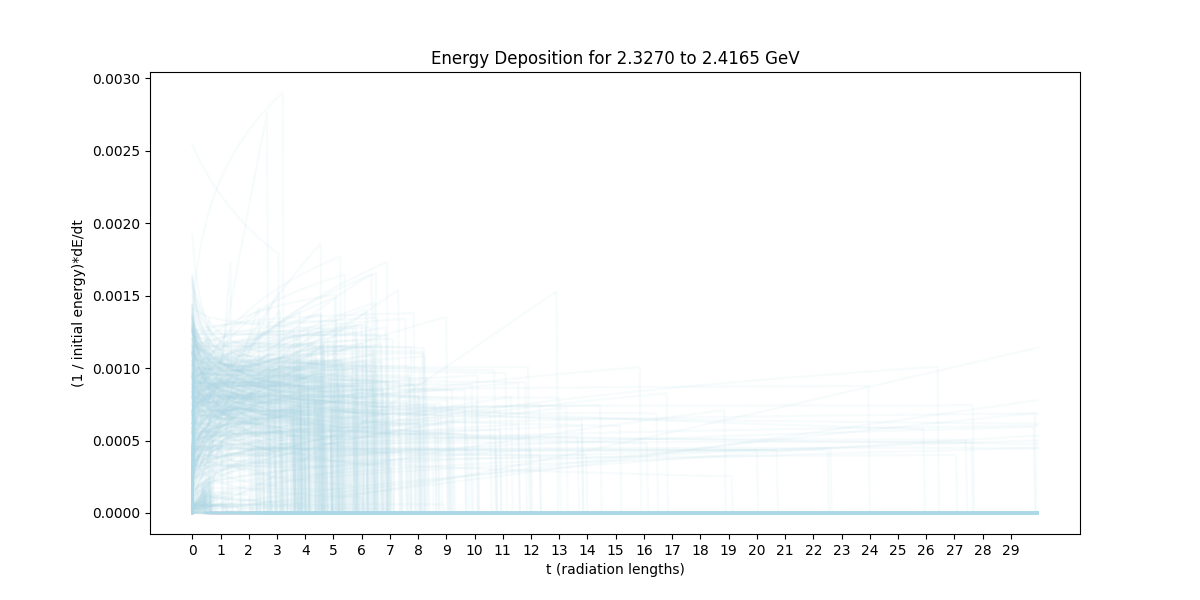 Energy Deposition for 2.3270 to 2.4165 GeV
0.0030
0.0025
0.0020
0.0015
0.0010
0.0005
0.0000
(1 / initial energy)*dE/dt
0 1 2 3 4 5 6 7 8 9 10 11 12 13 14 15 16 17 18 19 20 21 22 23 24 25 26 27 28 29
t (radiation lengths)